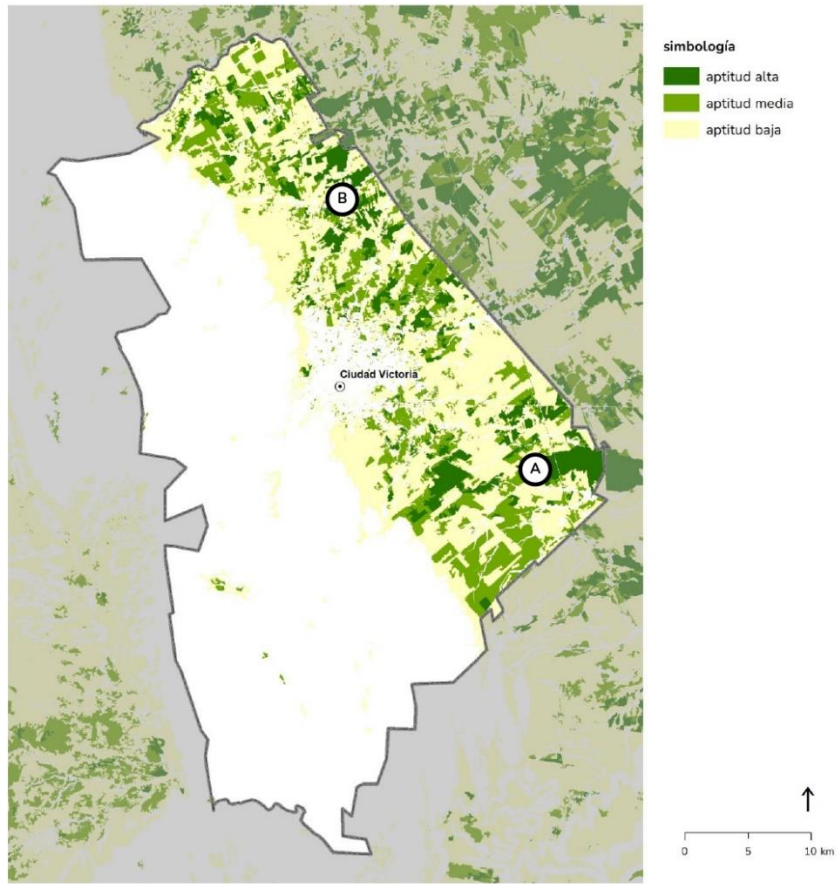 simbología
aptitud alta
aptitud media
aptitud baja
B
Ciudad Victoria
A
0 5 10 km